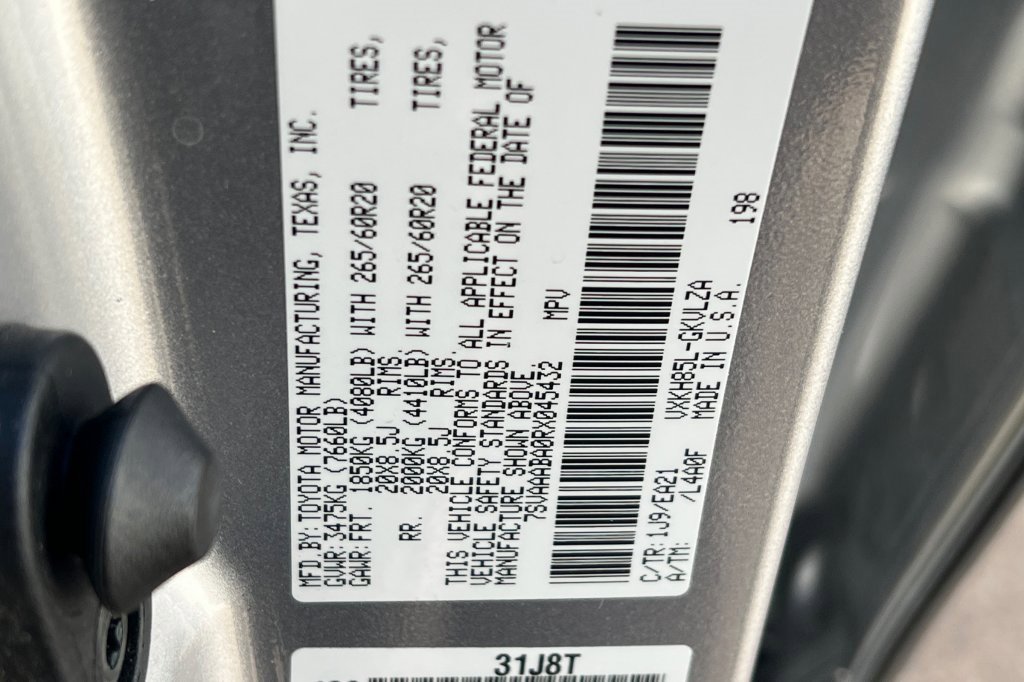 MFD.BY:TOYOTA MOTOR MANUFACTURING, TEXAS, INC.
GVWR:3475KG (7660LB)
GAWR:FRT. 1850KG (4080LB) WITH 265/60R20 TIRES,
20X8.5J RIMS.
RR. 2000KG (4410LB) WITH 265/60R20 TIRES,
20X8.5J RIMS.
THIS VEHICLE CONFORMS TO ALL APPLICABLE FEDERAL MOTOR
VEHICLE SAFETY STANDARDS IN EFFECT ON THE DATE OF
MANUFACTURE SHOWN ABOVE.
7SVAAABA0RX045432 MPV
C/TR:1J9/EA21 VXKH85L-GKVLZA 198
A/TM: /L4A0F MADE IN U.S.A.
31J8T